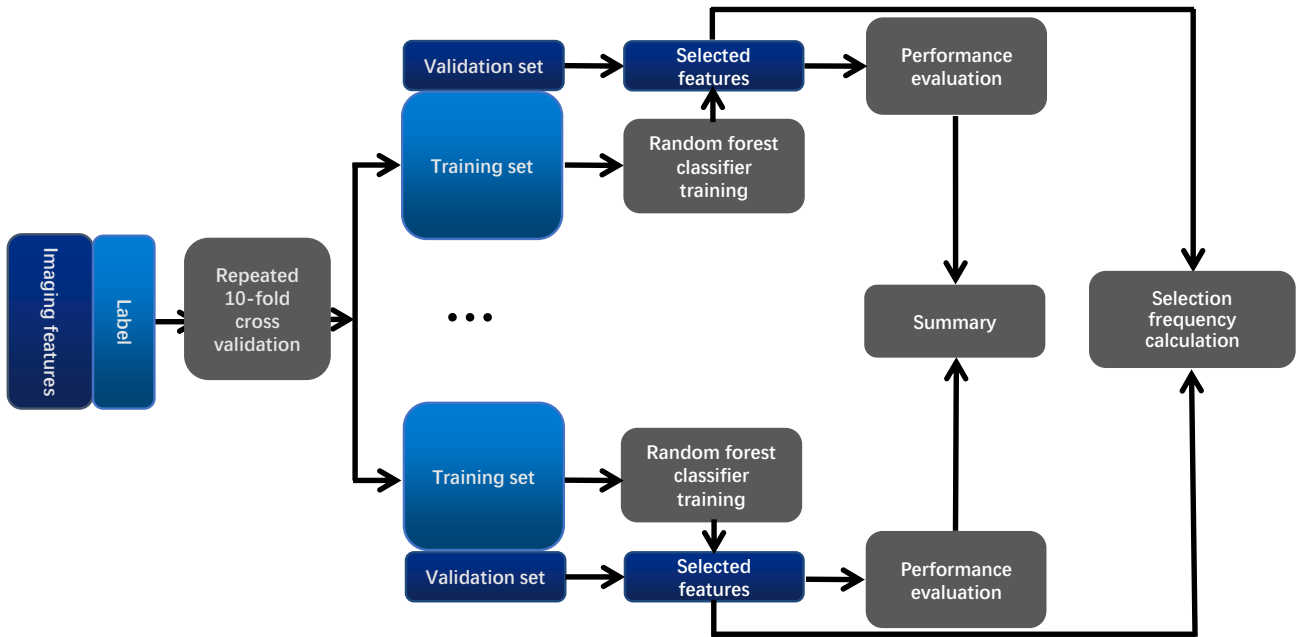 Imaging features
Label
Repeated
10-fold
cross
validation
Validation set
Training set
Selected
features
Random forest
classifier
training
Performance
evaluation
...
Summary
Selection
frequency
calculation
Training set
Validation set
Random forest
classifier
training
Selected
features
Performance
evaluation